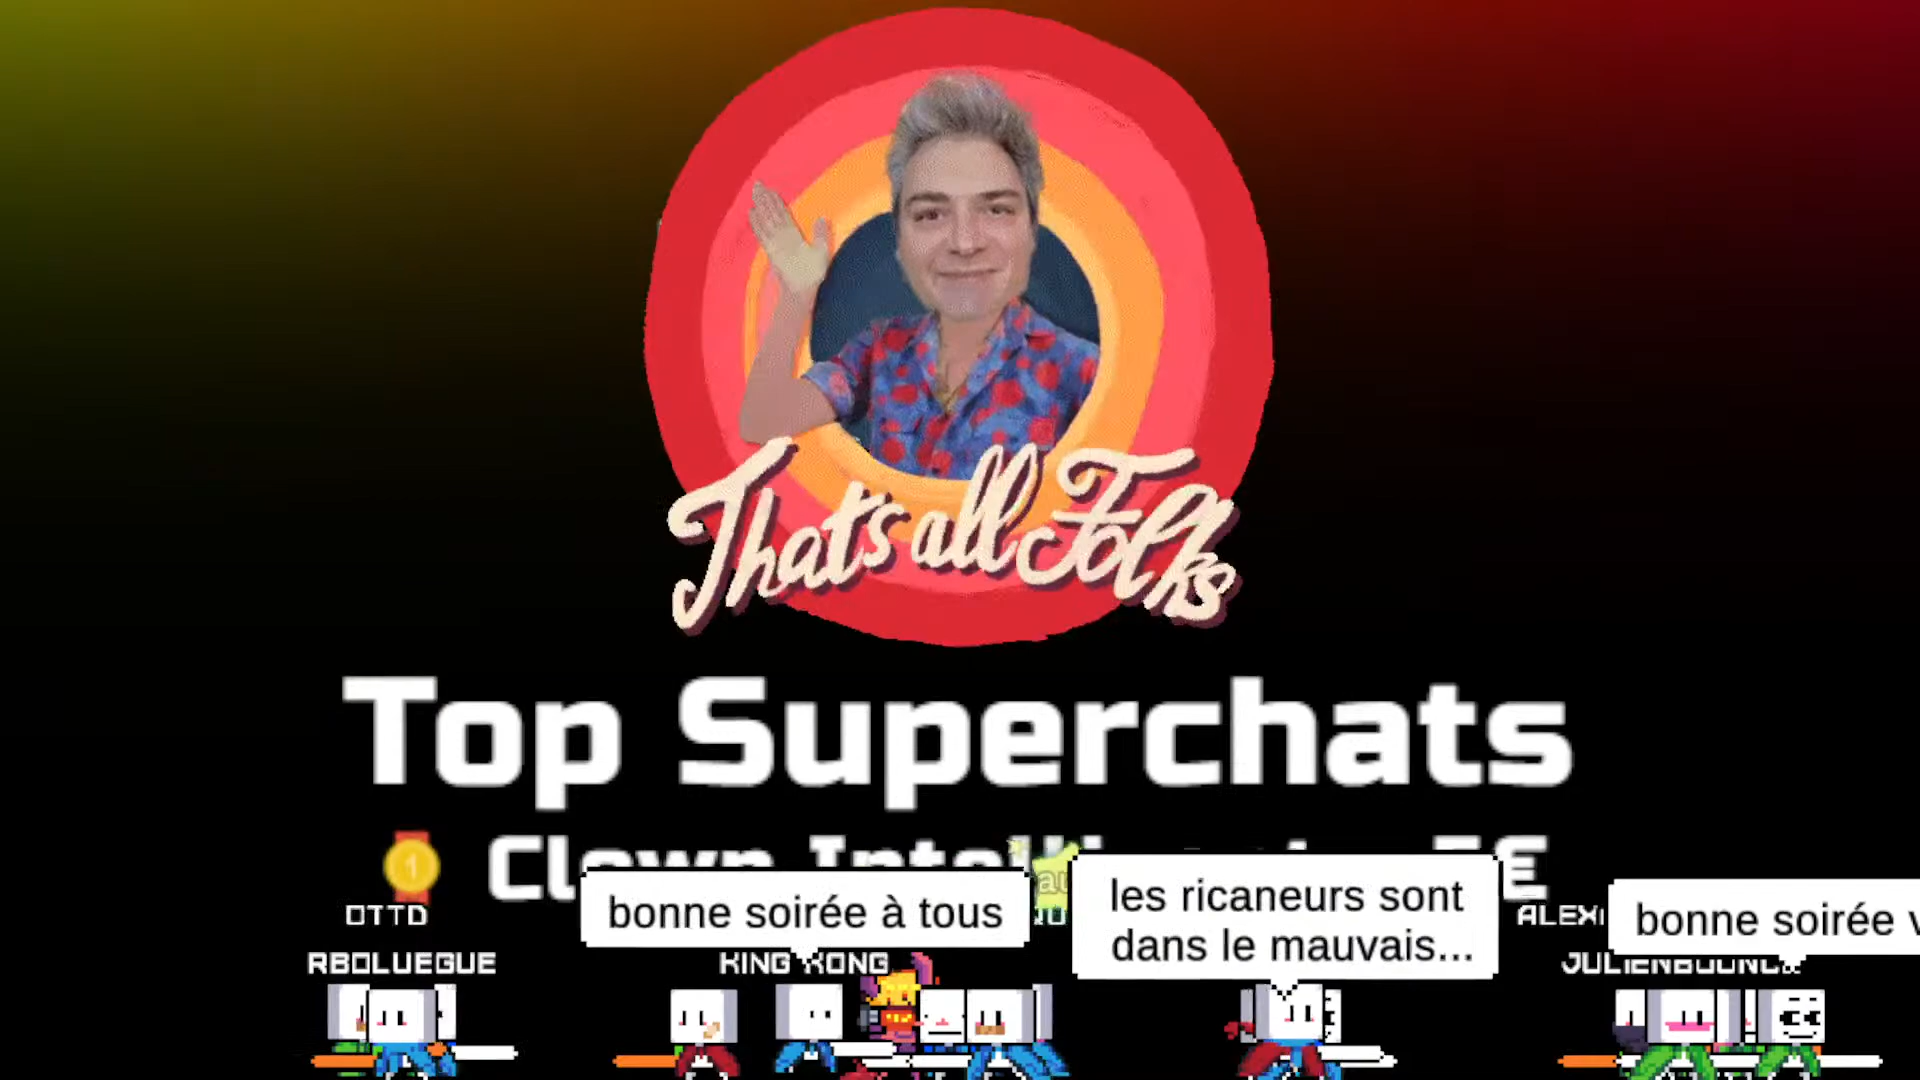 That's all Folks
Top Superchats
1
OTTD
bonne soirée à tous
les ricaneurs sont
dans le mauvais...
bonne soirée
RBOLUEGUE
KING KONG